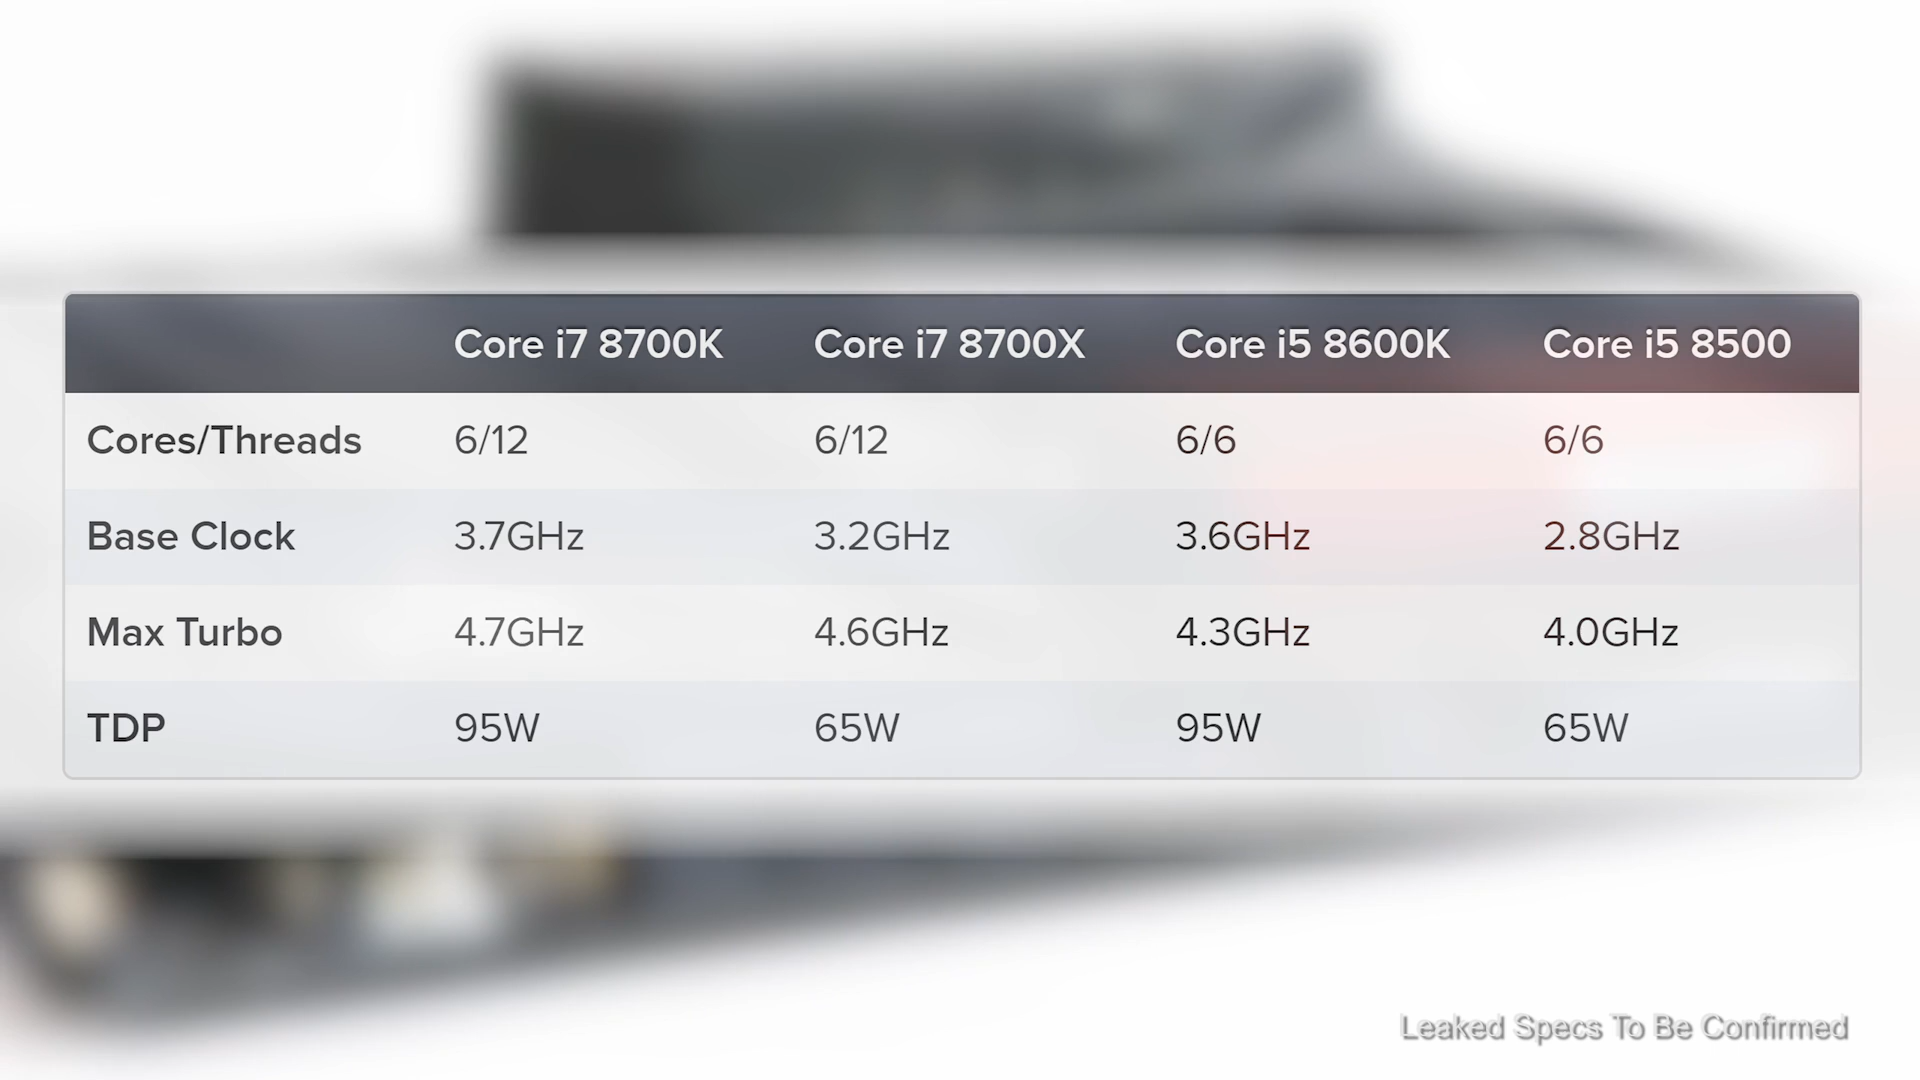 Core i7 8700K Core i7 8700X Core i5 8600K Core i5 8500
Cores/Threads 6/12 6/12 6/6 6/6
Base Clock 3.7GHz 3.2GHz 3.6GHz 2.8GHz
Max Turbo 4.7GHz 4.6GHz 4.3GHz 4.0GHz
TDP 95W 65W 95W 65W
Leaked Specs To Be Confirmed